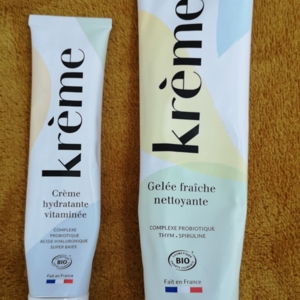 krème
Crème
hydratante
vitaminée
COMPLEXE
PROBIOTIQUE
ACIDE HYALURONIQUE
SUPER BAIES
BIO
Fait en France
krème
Gelée fraîche
nettoyante
COMPLEXE PROBIOTIQUE
THYM • SPIRULINE
BIO
Fait en France